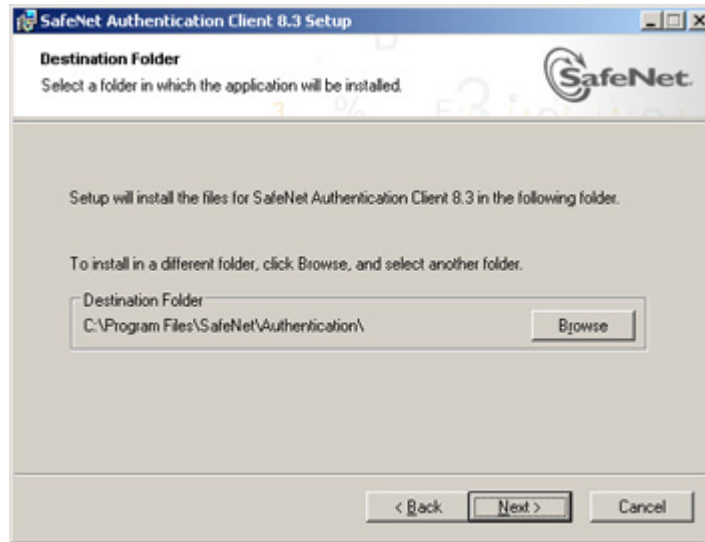 SafeNet Authentication Client 8.3 Setup
Destination Folder
Select a folder in which the application will be installed.
SafeNet.
Setup will install the files for SafeNet Authentication Client 8.3 in the following folder.
To install in a different folder, click Browse, and select another folder.
Destination Folder
C:\Program Files\SafeNet\Authentication\
Browse
< Back
Next >
Cancel